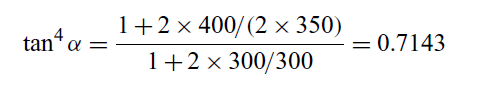 tan⁴ α = 1 + 2 × 400/(2 × 350) / 1 + 2 × 300/300 = 0.7143